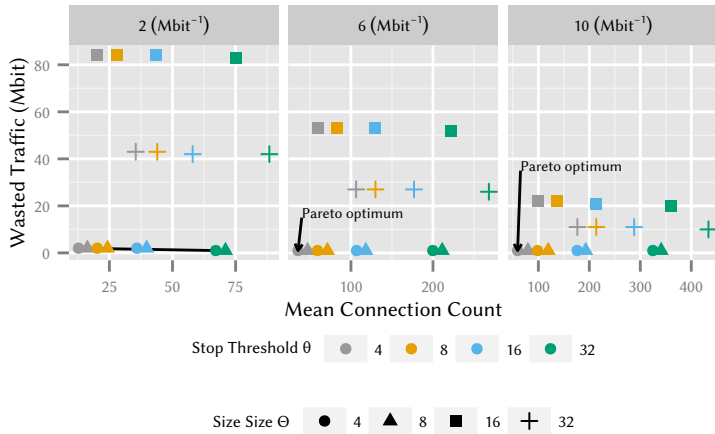 2 (Mbit⁻¹) 6 (Mbit⁻¹) 10 (Mbit⁻¹)
Wasted Traffic (Mbit)
80
60
40
20
0
Pareto optimum
Pareto optimum
25 50 75 100 200 100 200 300 400
Mean Connection Count
Stop Threshold θ 4 8 16 32
Size Size Θ 4 8 16 32